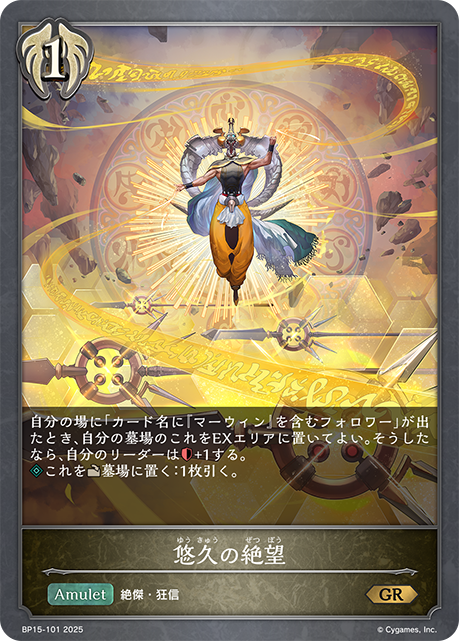 1
自分の場に「カード名に『マーウィン』を含むフォロワー」が出
たとき、自分の墓場のこれをEXエリアに置いてよい。そうした
なら、自分のリーダーは+1する。
これを墓場に置く：1枚引く。
ゆうきゅう ぜつぼう
悠久の絶望
Amulet 絶傑・狂信 GR
BP15-101 2025 © Cygames, Inc.